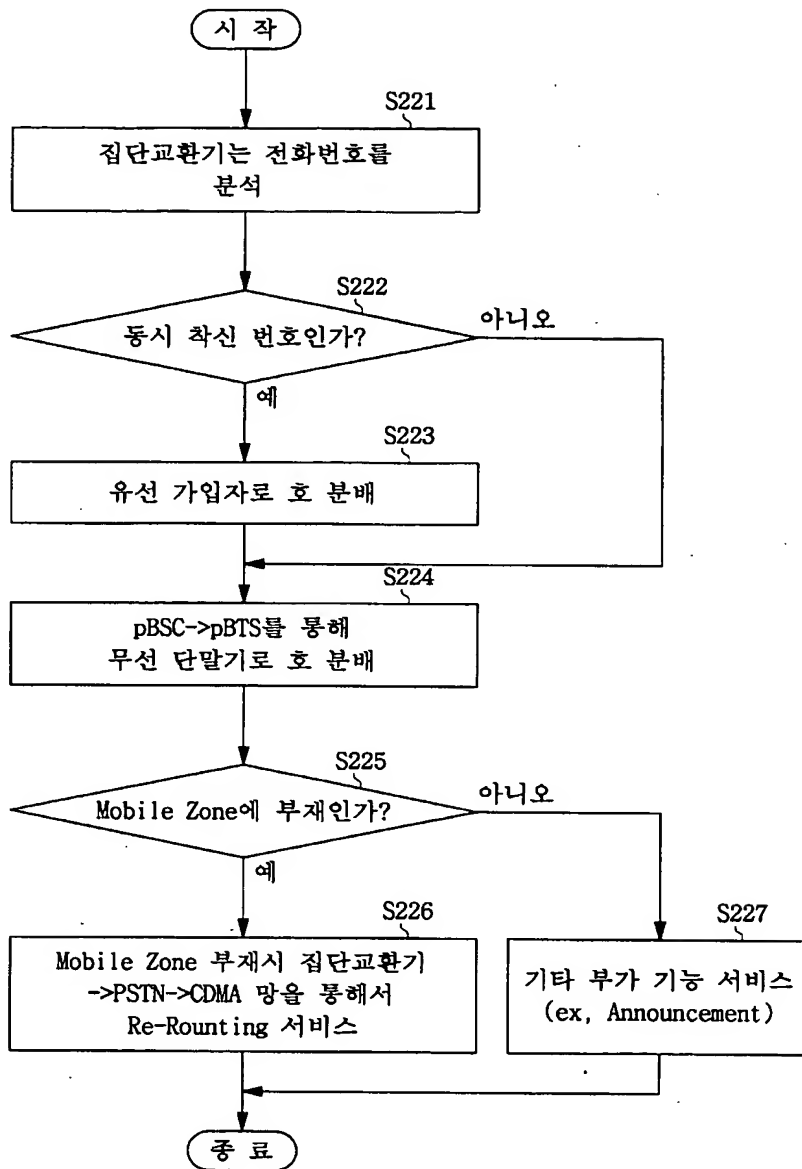 시 작
S221
집단교환기는 전화번호를
분석
S222
동시 착신 번호인가?
아니오
예
S223
유선 가입자로 호 분배
S224
pBSC->pBTS를 통해
무선 단말기로 호 분배
S225
Mobile Zone에 부재인가?
아니오
예
S226
Mobile Zone 부재시 집단교환기
->PSTN->CDMA 망을 통해서
Re-Rounting 서비스
S227
기타 부가 기능 서비스
(ex, Announcement)
종 료